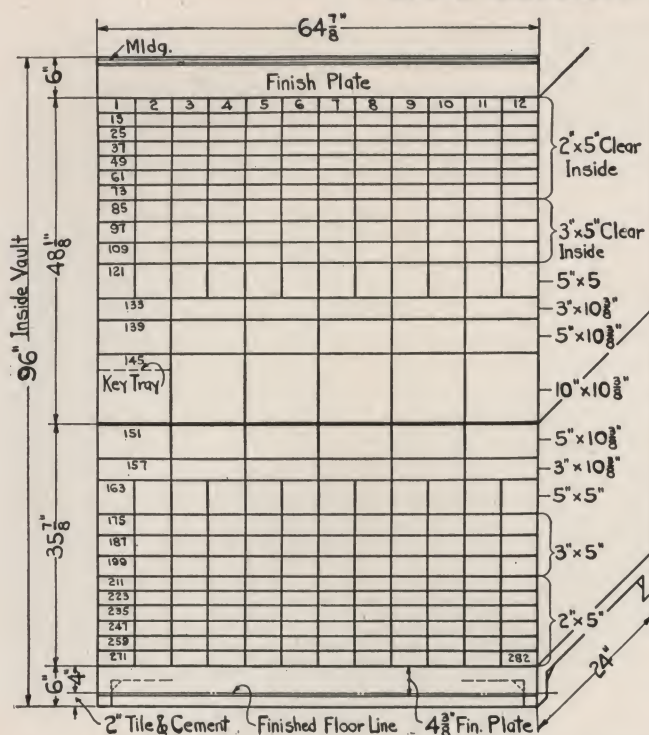 64 7/8"
Mldg.
6"
Finish Plate
1 2 3 4 5 6 7 8 9 10 11 12
13
25
37
49
61
73
2"x5" Clear
Inside
85
97
109
3"x5" Clear
Inside
121
5"x5
133
3"x10 3/8"
139
5"x10 3/8"
145
Key Tray
10"x10 3/8"
48 1/8"
96" Inside Vault
151
5"x10 3/8"
157
3"x10 3/8"
163
5"x5"
175
187
199
3"x5"
211
223
235
247
259
271
282
2"x5"
35 7/8"
6"
4"
24"
2" Tile & Cement
Finished Floor Line
4 3/8" Fin. Plate